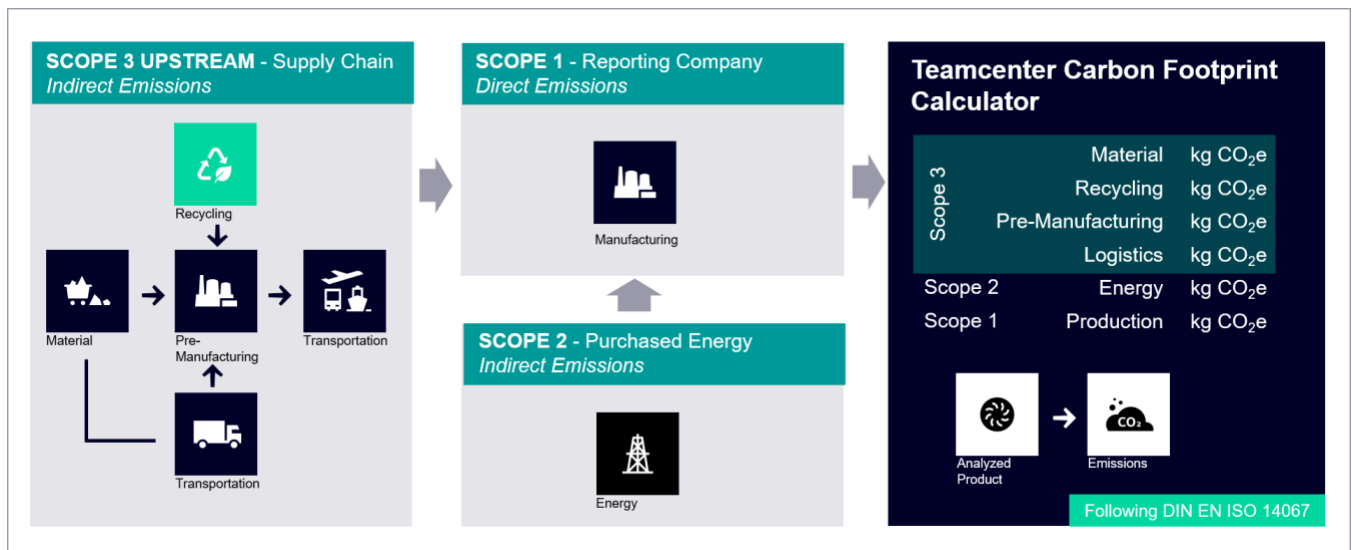 SCOPE 3 UPSTREAM - Supply Chain
Indirect Emissions
Recycling
Material
Pre-
Manufacturing
Transportation
Transportation
SCOPE 1 - Reporting Company
Direct Emissions
Manufacturing
SCOPE 2 - Purchased Energy
Indirect Emissions
Energy
Teamcenter Carbon Footprint
Calculator
Scope 3
Material kg CO₂e
Recycling kg CO₂e
Pre-Manufacturing kg CO₂e
Logistics kg CO₂e
Scope 2 Energy kg CO₂e
Scope 1 Production kg CO₂e
CO₂
Analyzed
Product
Emissions
Following DIN EN ISO 14067